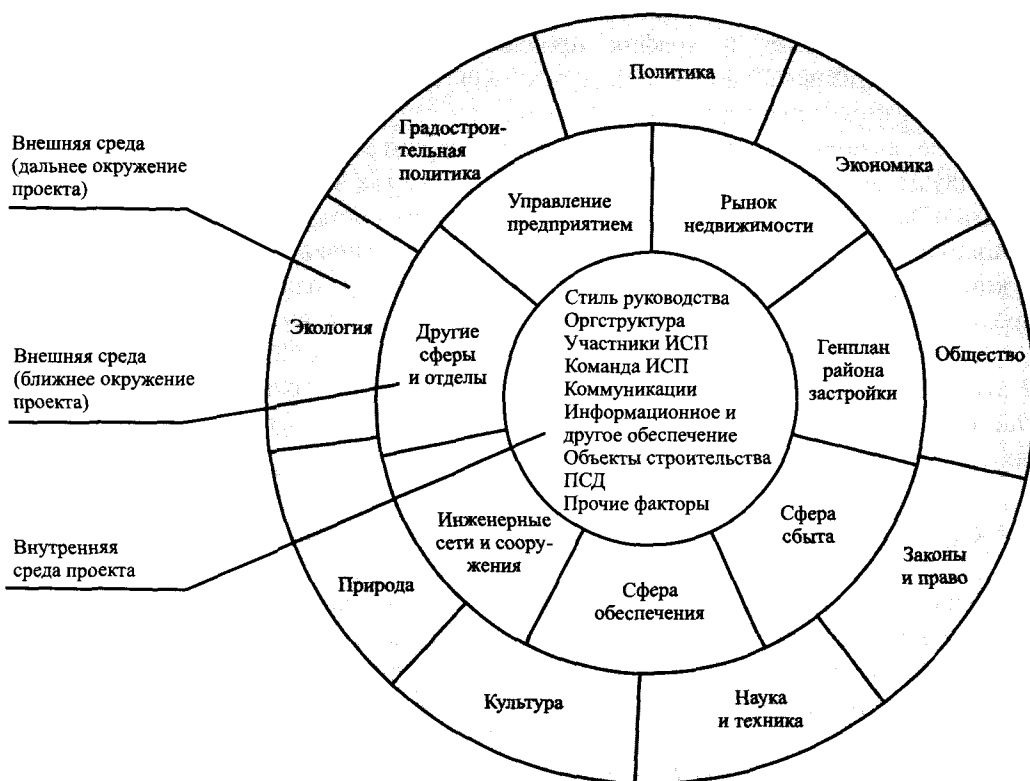 Внешняя среда
(дальнее окружение
проекта)
Внешняя среда
(ближнее окружение
проекта)
Внутренняя
среда проекта
Политика
Экономика
Общество
Законы
и право
Наука
и техника
Культура
Природа
Экология
Градострои-
тельная
политика
Управление
предприятием
Рынок
недвижимости
Генплан
района
застройки
Сфера
сбыта
Сфера
обеспечения
Инженерные
сети и соору-
жения
Другие
сферы
и отделы
Стиль руководства
Оргструктура
Участники ИСП
Команда ИСП
Коммуникации
Информационное и
другое обеспечение
Объекты строительства
ПСД
Прочие факторы